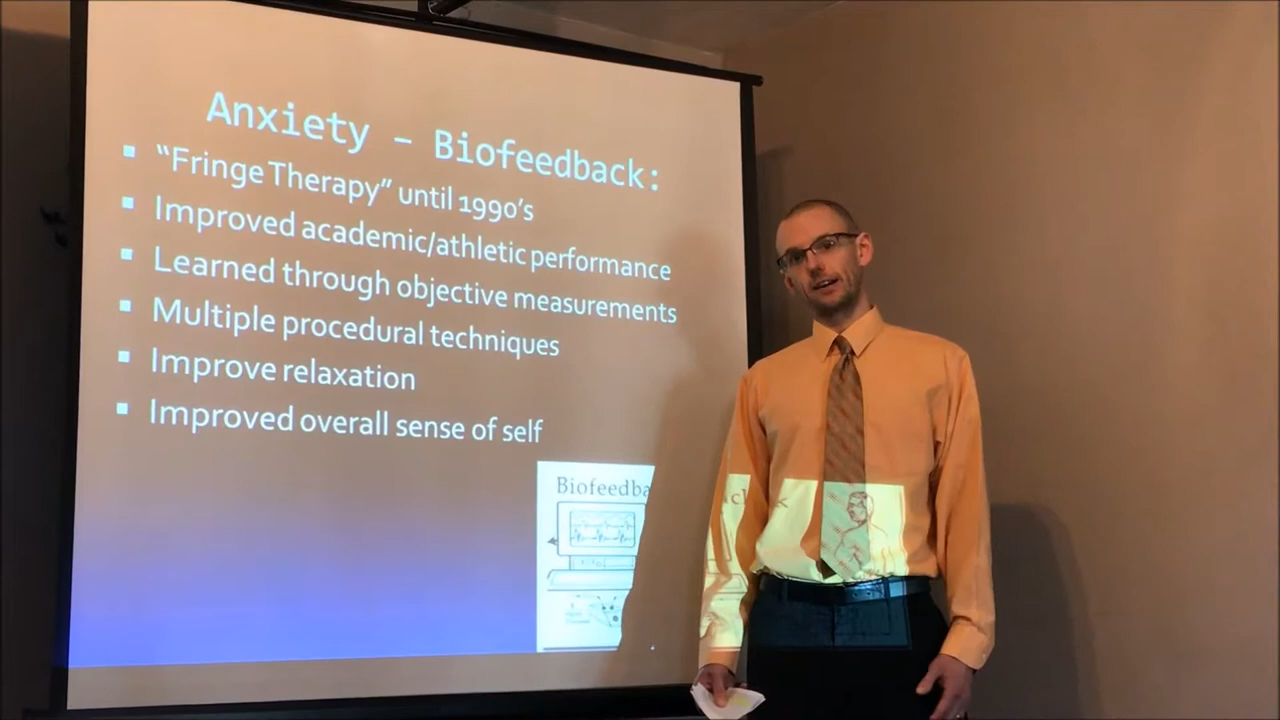 Anxiety – Biofeedback:
“Fringe Therapy” until 1990’s
Improved academic/athletic performance
Learned through objective measurements
Multiple procedural techniques
Improve relaxation
Improved overall sense of self
Biofeedba